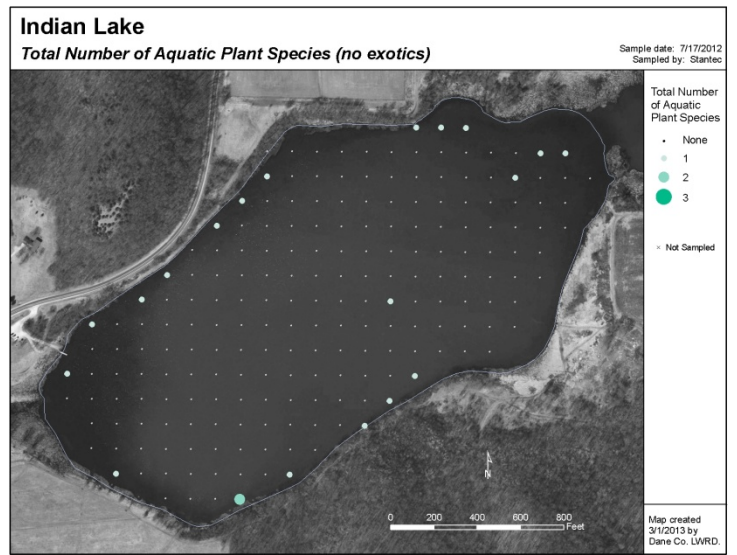 Indian Lake
Total Number of Aquatic Plant Species (no exotics)
Sample date: 7/17/2012
Sampled by: Stantec
Total Number
of Aquatic
Plant Species
None
1
2
3
× Not Sampled
N
0 200 400 600 800
Feet
Map created
3/1/2013 by
Dane Co. LWRD.